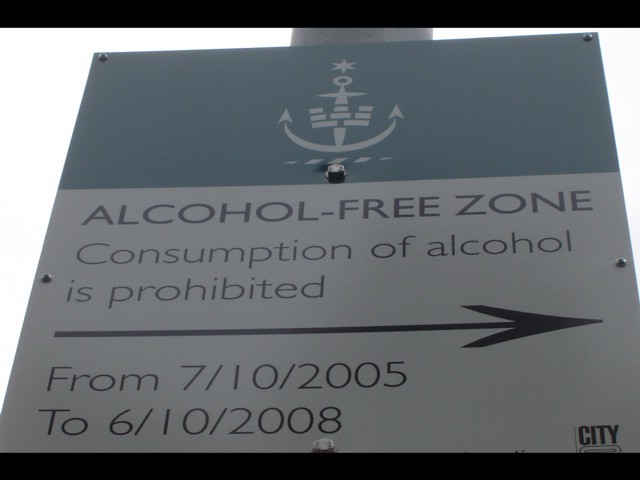 ALCOHOL-FREE ZONE
Consumption of alcohol
is prohibited
From 7/10/2005
To 6/10/2008
CITY